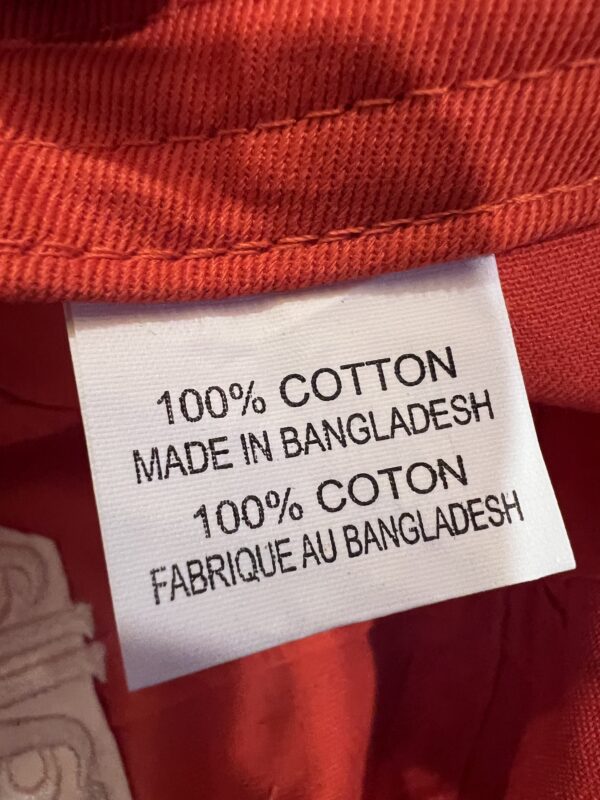 100% COTTON
MADE IN BANGLADESH
100% COTON
FABRIQUE AU BANGLADESH